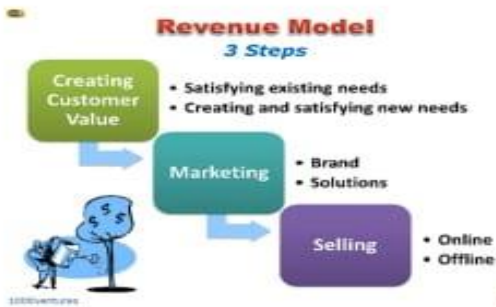 Revenue Model
3 Steps
Creating
Customer
Value
• Satisfying existing needs
• Creating and satisfying new needs
Marketing
• Brand
• Solutions
Selling
• Online
• Offline
$ $
$ $
1000ventures